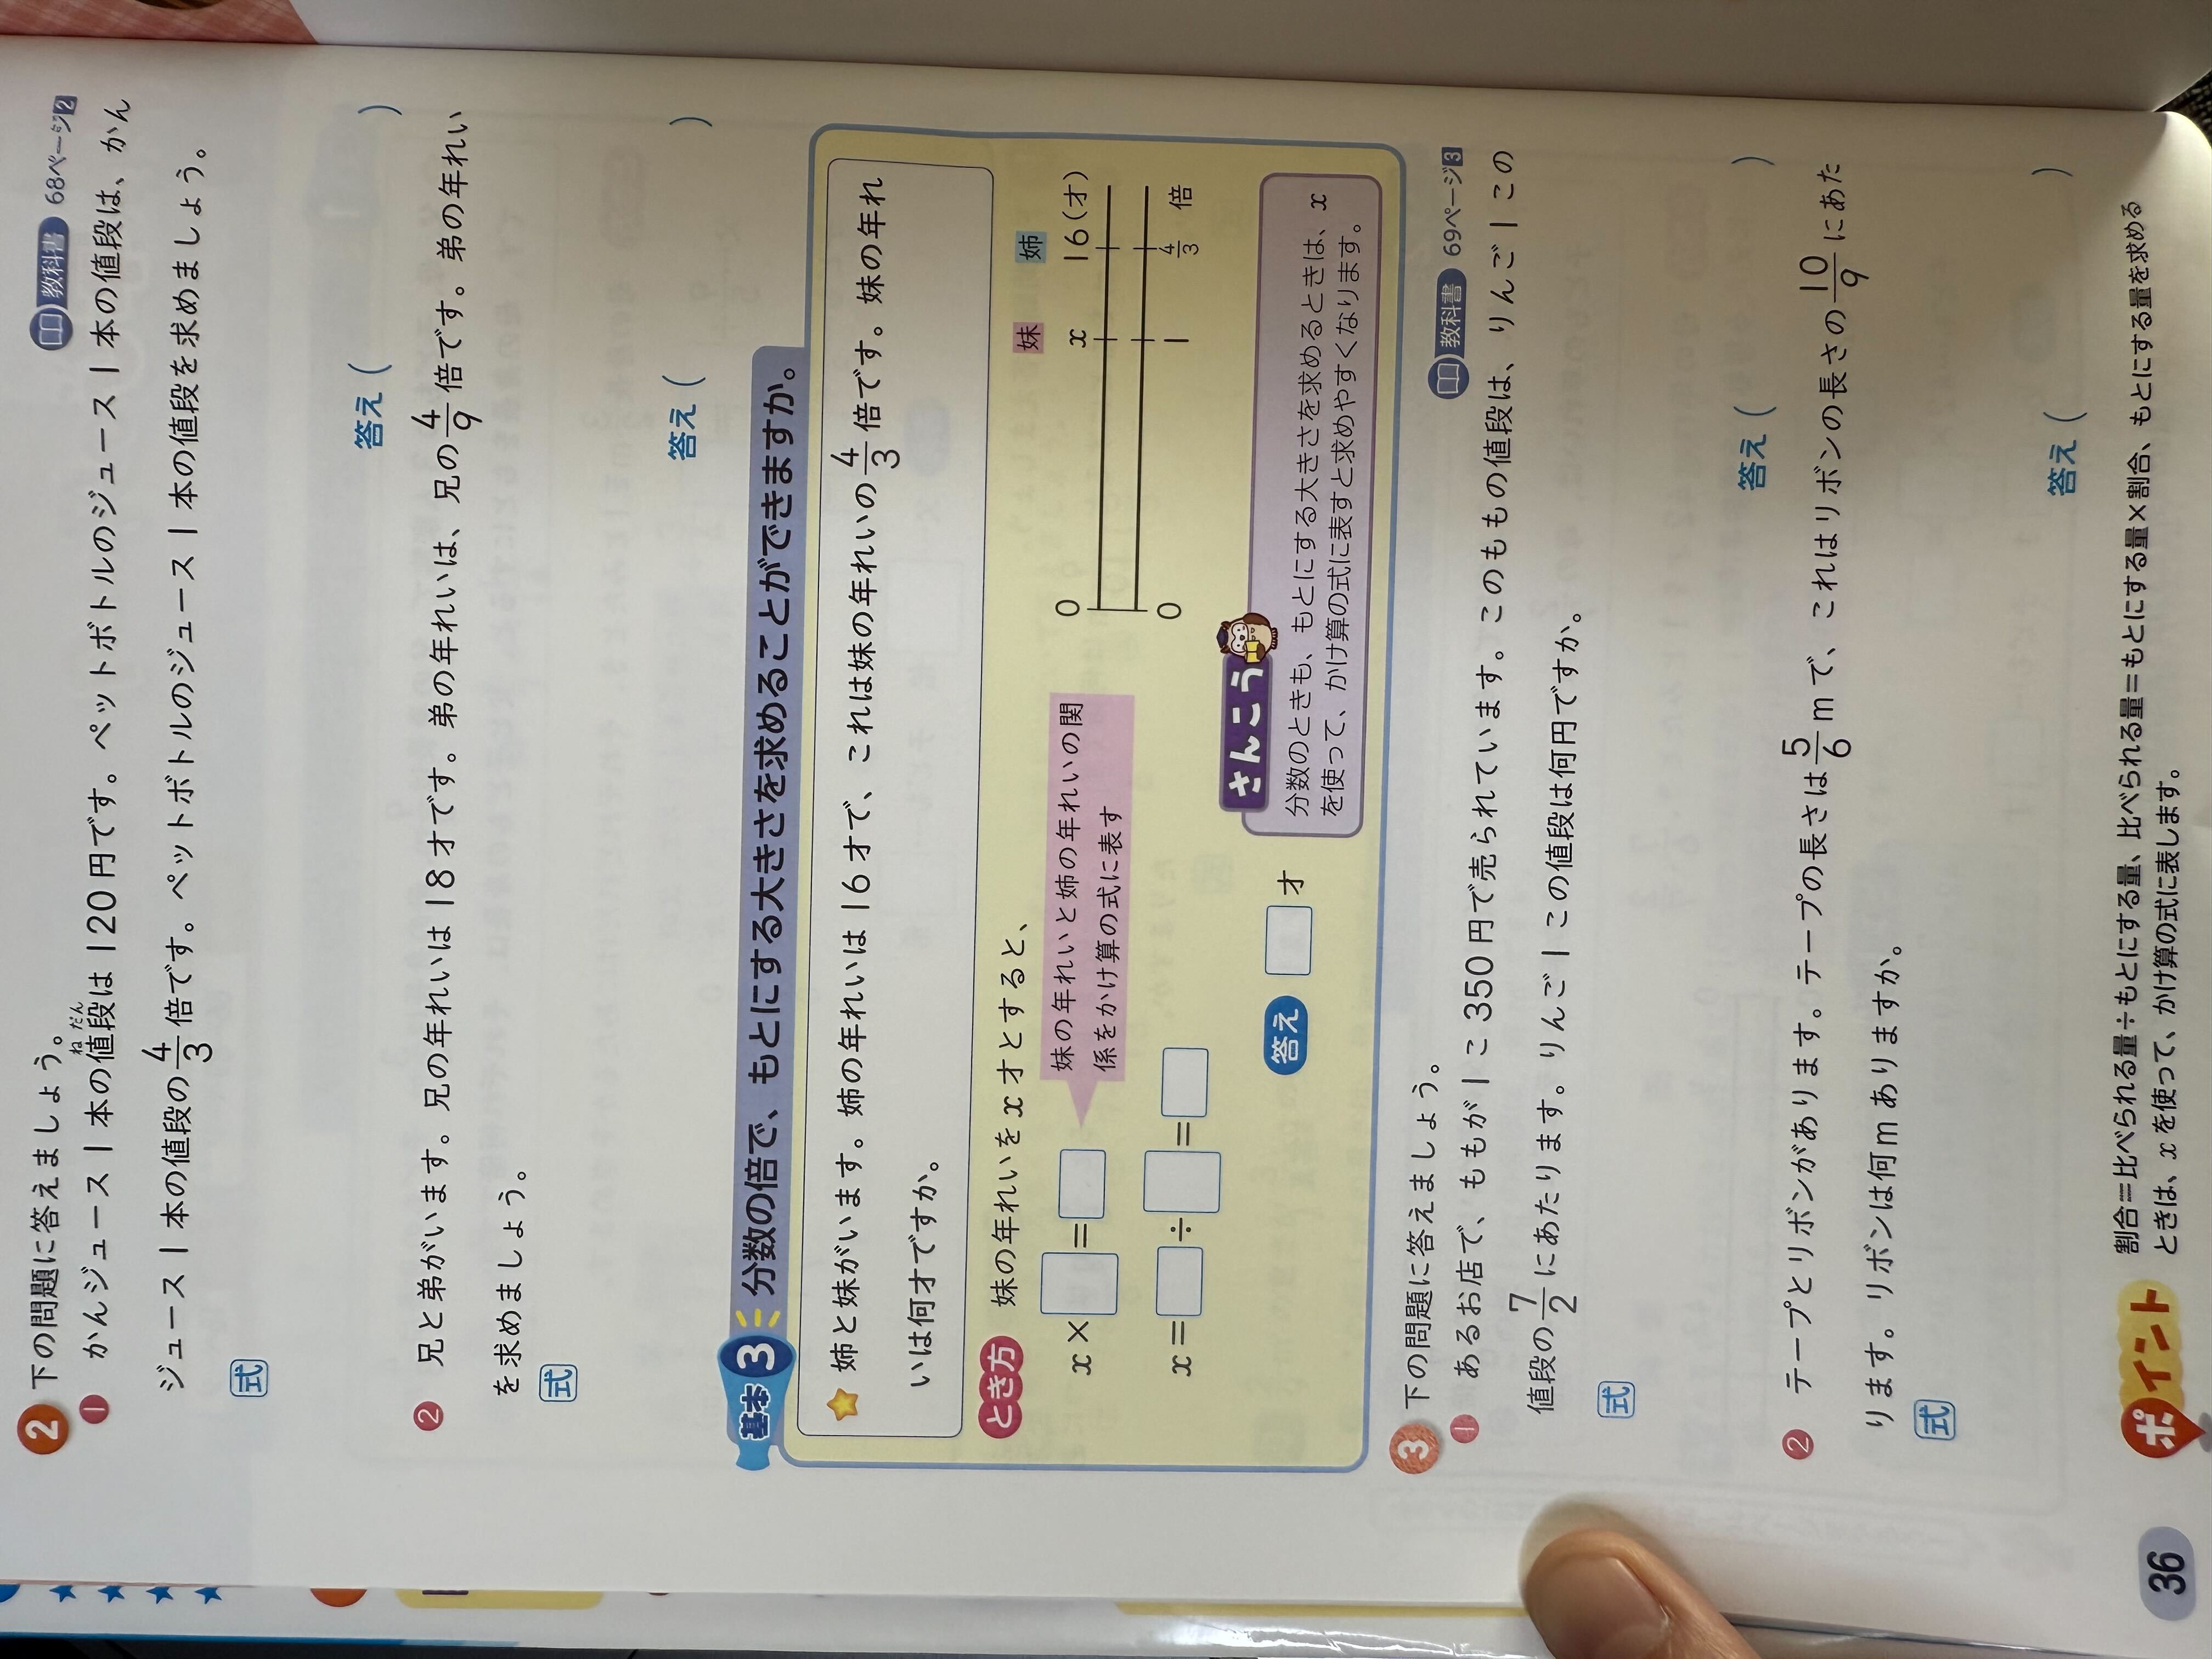 2 下の問題に答えましょう。 教科書 68ページ2
❶ かんジュース1本の値段は120円です。ペットボトルのジュース1本の値段は、かん
ねだん
ジュース1本の値段の4/3倍です。ペットボトルのジュース1本の値段を求めましょう。
式
答え ( )
❷ 兄と弟がいます。兄の年れいは18才です。弟の年れいは、兄の4/9倍です。弟の年れい
を求めましょう。
式
答え ( )
基本3 分数の倍で、もとにする大きさを求めることができますか。
姉と妹がいます。姉の年れいは16才で、これは妹の年れいの4/3倍です。妹の年れ
いは何才ですか。
とき方 妹の年れいをx才とすると、
x×□=□
妹の年れいと姉の年れいの関
係をかけ算の式に表す
x=□÷□=□
答え □才
妹 姉
0 x 16(才)
0 1 4/3 倍
さんこう
分数のときも、もとにする大きさを求めるときは、x
を使って、かけ算の式に表すと求めやすくなります。
3 下の問題に答えましょう。 教科書 69ページ3
❶ あるお店で、ももが1こ350円で売られています。このももの値段は、りんご1この
値段の7/2にあたります。りんご1この値段は何円ですか。
式
答え ( )
❷ テープとリボンがあります。テープの長さは5/6mで、これはリボンの長さの10/9にあた
ります。リボンは何mありますか。
式
答え ( )
ポイント
割合=比べられる量÷もとにする量、比べられる量=もとにする量×割合、もとにする量を求める
ときは、xを使って、かけ算の式に表します。
36